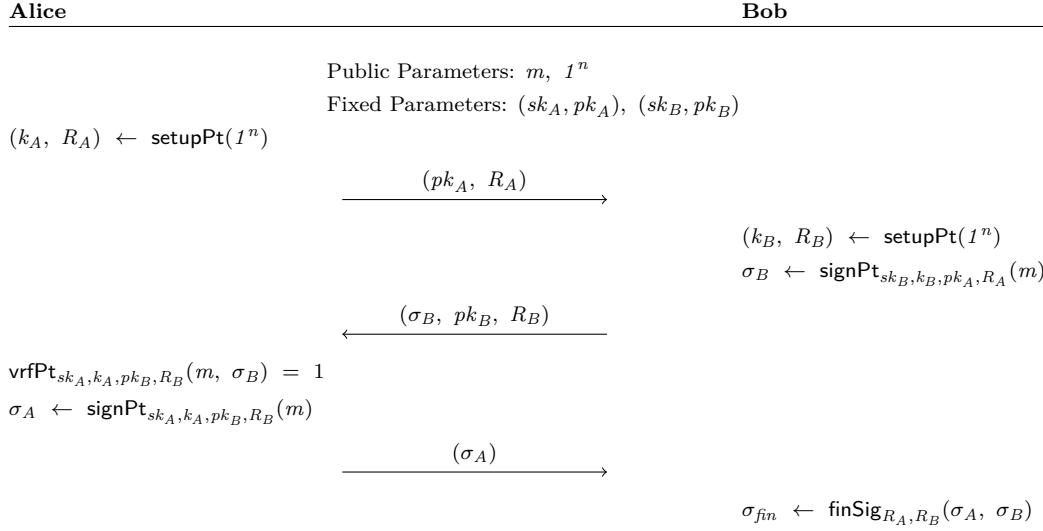 Alice Bob
Public Parameters: m, 1^n
Fixed Parameters: (sk_A, pk_A), (sk_B, pk_B)
(k_A, R_A) ← setupPt(1^n)
(pk_A, R_A)
(k_B, R_B) ← setupPt(1^n)
σ_B ← signPt_{sk_B,k_B,pk_A,R_A}(m)
(σ_B, pk_B, R_B)
vrfPt_{sk_A,k_A,pk_B,R_B}(m, σ_B) = 1
σ_A ← signPt_{sk_A,k_A,pk_B,R_B}(m)
(σ_A)
σ_{fin} ← finSig_{R_A,R_B}(σ_A, σ_B)